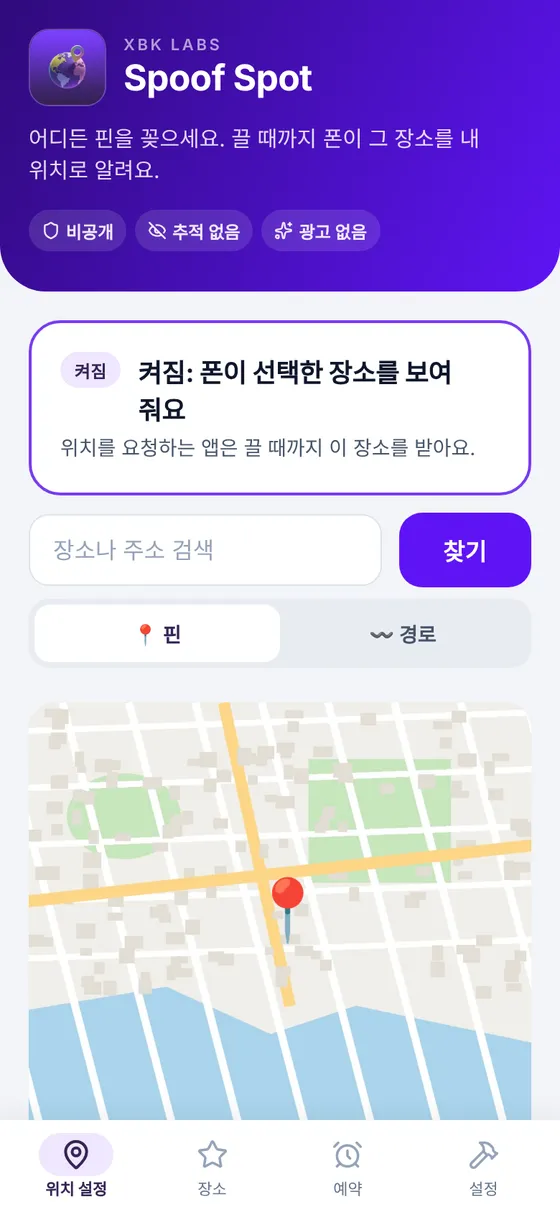 XBK LABS
Spoof Spot
어디든 핀을 꽂으세요. 끌 때까지 폰이 그 장소를 내
위치로 알려요.
비공개
추적 없음
광고 없음
켜짐
켜짐: 폰이 선택한 장소를 보여
줘요
위치를 요청하는 앱은 끌 때까지 이 장소를 받아요.
장소나 주소 검색
찾기
핀
경로
위치 설정
장소
예약
설정